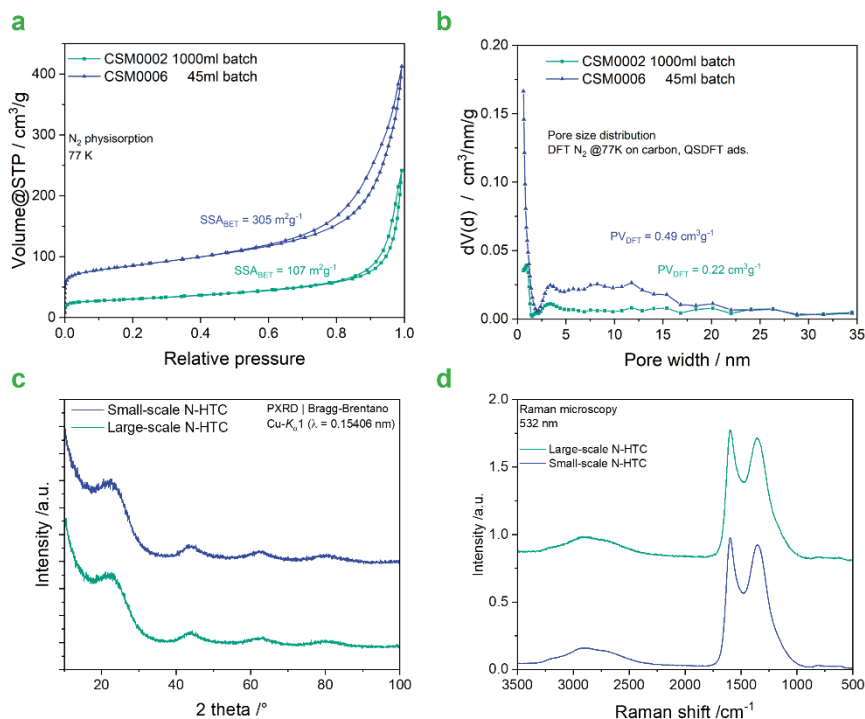 a
CSM0002 1000ml batch
CSM0006 45ml batch
N₂ physisorption
77 K
SSA_BET = 305 m²g⁻¹
SSA_BET = 107 m²g⁻¹
400
300
200
100
0
0.0 0.2 0.4 0.6 0.8 1.0
Volume@STP / cm³/g
Relative pressure
b
CSM0002 1000ml batch
CSM0006 45ml batch
Pore size distribution
DFT N₂ @77K on carbon, QSDFT ads.
PV_DFT = 0.49 cm³g⁻¹
PV_DFT = 0.22 cm³g⁻¹
0.20
0.15
0.10
0.05
0.00
0 5 10 15 20 25 30 35
dV(d) / cm³/nm/g
Pore width / nm
c
Small-scale N-HTC
Large-scale N-HTC
PXRD | Bragg-Brentano
Cu-Kα1 (λ = 0.15406 nm)
20 40 60 80 100
Intensity /a.u.
2 theta /°
d
Raman microscopy
532 nm
Large-scale N-HTC
Small-scale N-HTC
2.0
1.5
1.0
0.5
0.0
3500 3000 2500 2000 1500 1000 500
Intensity /a.u.
Raman shift /cm⁻¹